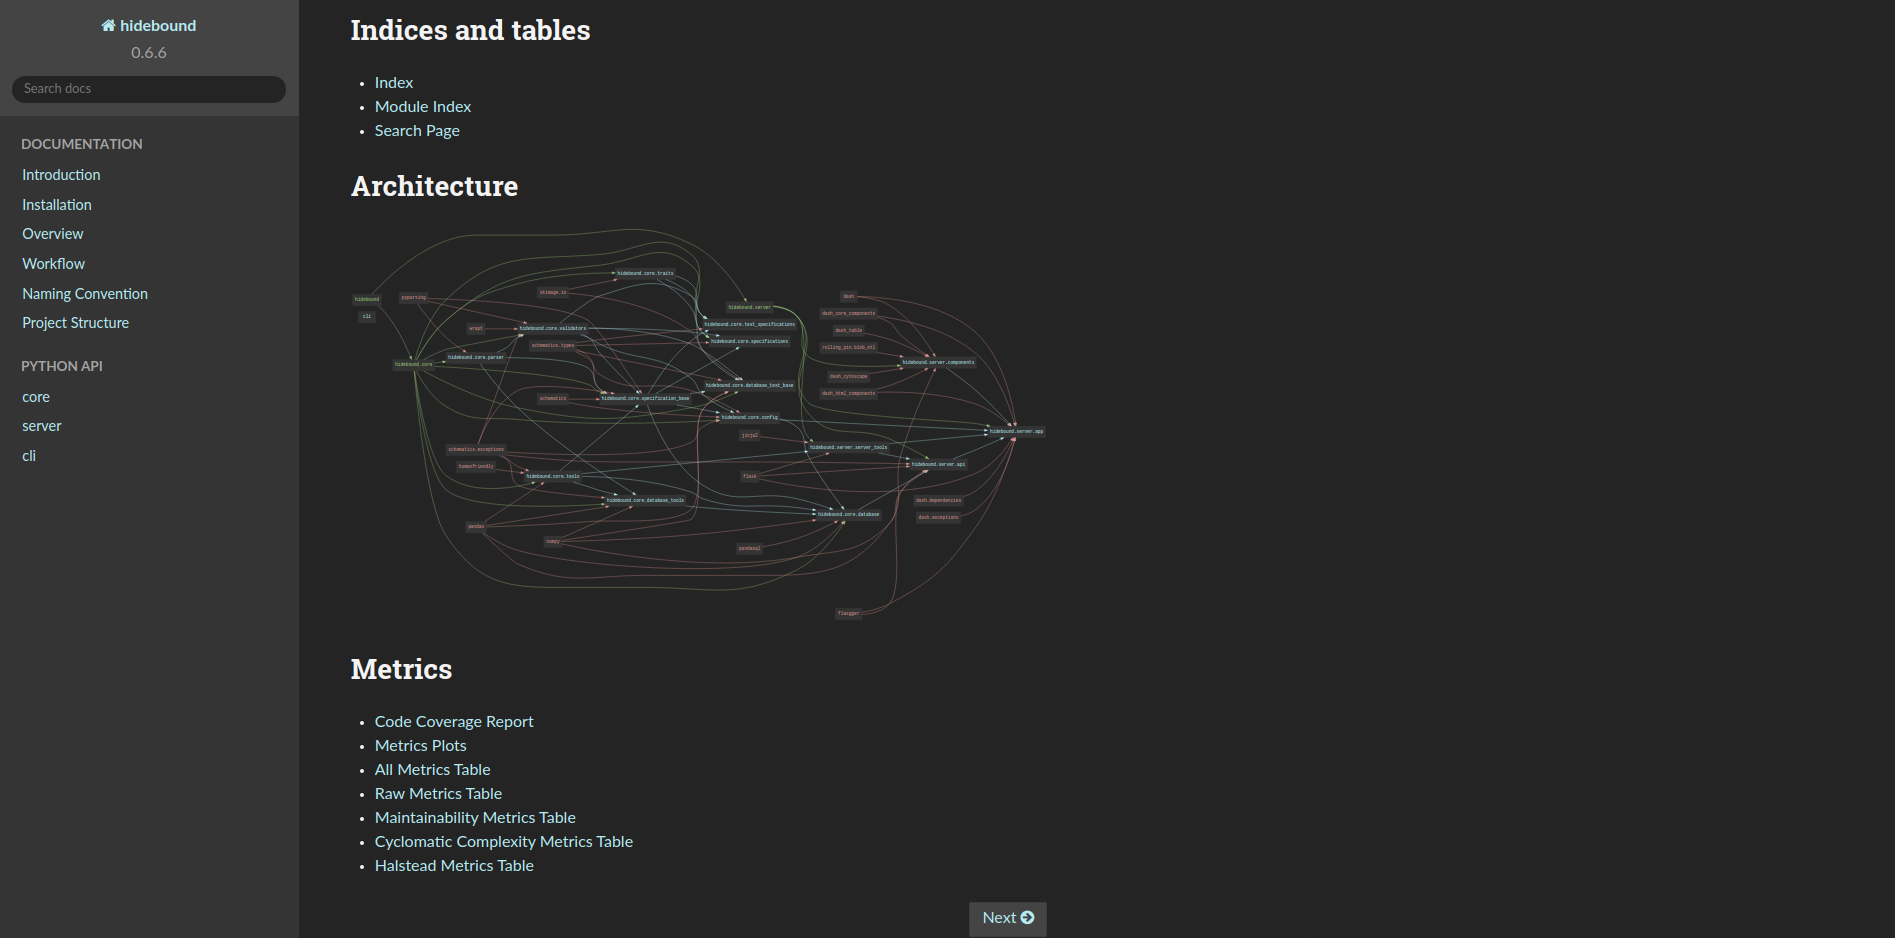 hidebound
0.6.6
Search docs
DOCUMENTATION
Introduction
Installation
Overview
Workflow
Naming Convention
Project Structure
PYTHON API
core
server
cli
Indices and tables
Index
Module Index
Search Page
Architecture
hidebound.core.traits
skimage.io
hidebound
pyparsing
cli
hidebound.server
dash
dash_core_components
hidebound.core.test_specifications
wrapt
hidebound.core.validators
dash_table
hidebound.core.specifications
schematics.types
rolling_pin.blob_etl
hidebound.core.parser
hidebound.core
hidebound.server.components
dash_cytoscape
hidebound.core.database_test_base
dash_html_components
schematics
hidebound.core.specification_base
hidebound.core.config
jinja2
hidebound.server.app
schematics.exceptions
hidebound.server.server_tools
humanfriendly
hidebound.server.api
hidebound.core.tools
flask
hidebound.core.database_tools
dash.dependencies
hidebound.core.database
dash.exceptions
pandas
numpy
pandasql
flasgger
Metrics
Code Coverage Report
Metrics Plots
All Metrics Table
Raw Metrics Table
Maintainability Metrics Table
Cyclomatic Complexity Metrics Table
Halstead Metrics Table
Next